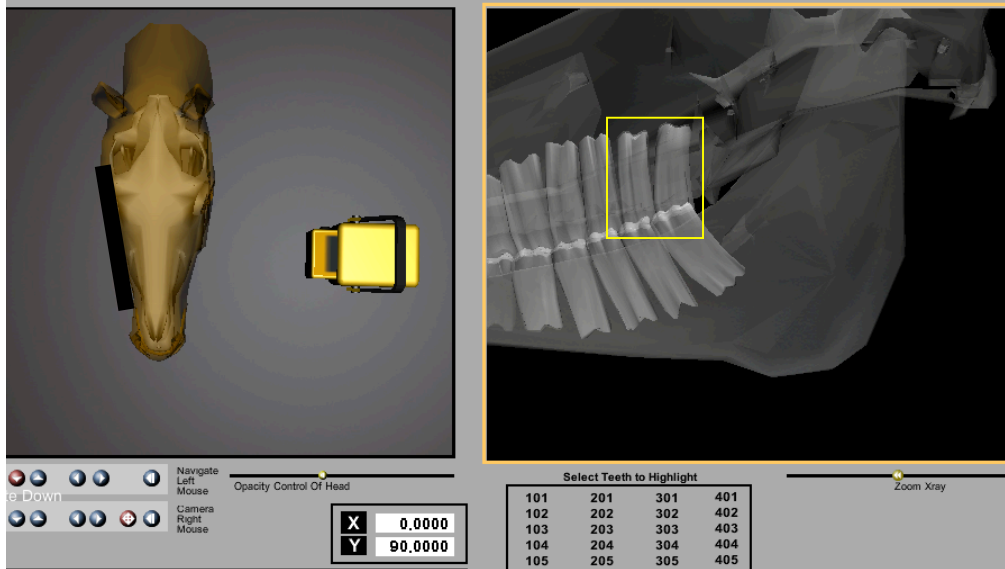 Navigate
Left
Mouse
ke Down
Camera
Right
Mouse
Opacity Control Of Head
X 0.0000
Y 90.0000
Select Teeth to Highlight
101 201 301 401
102 202 302 402
103 203 303 403
104 204 304 404
105 205 305 405
Zoom Xray